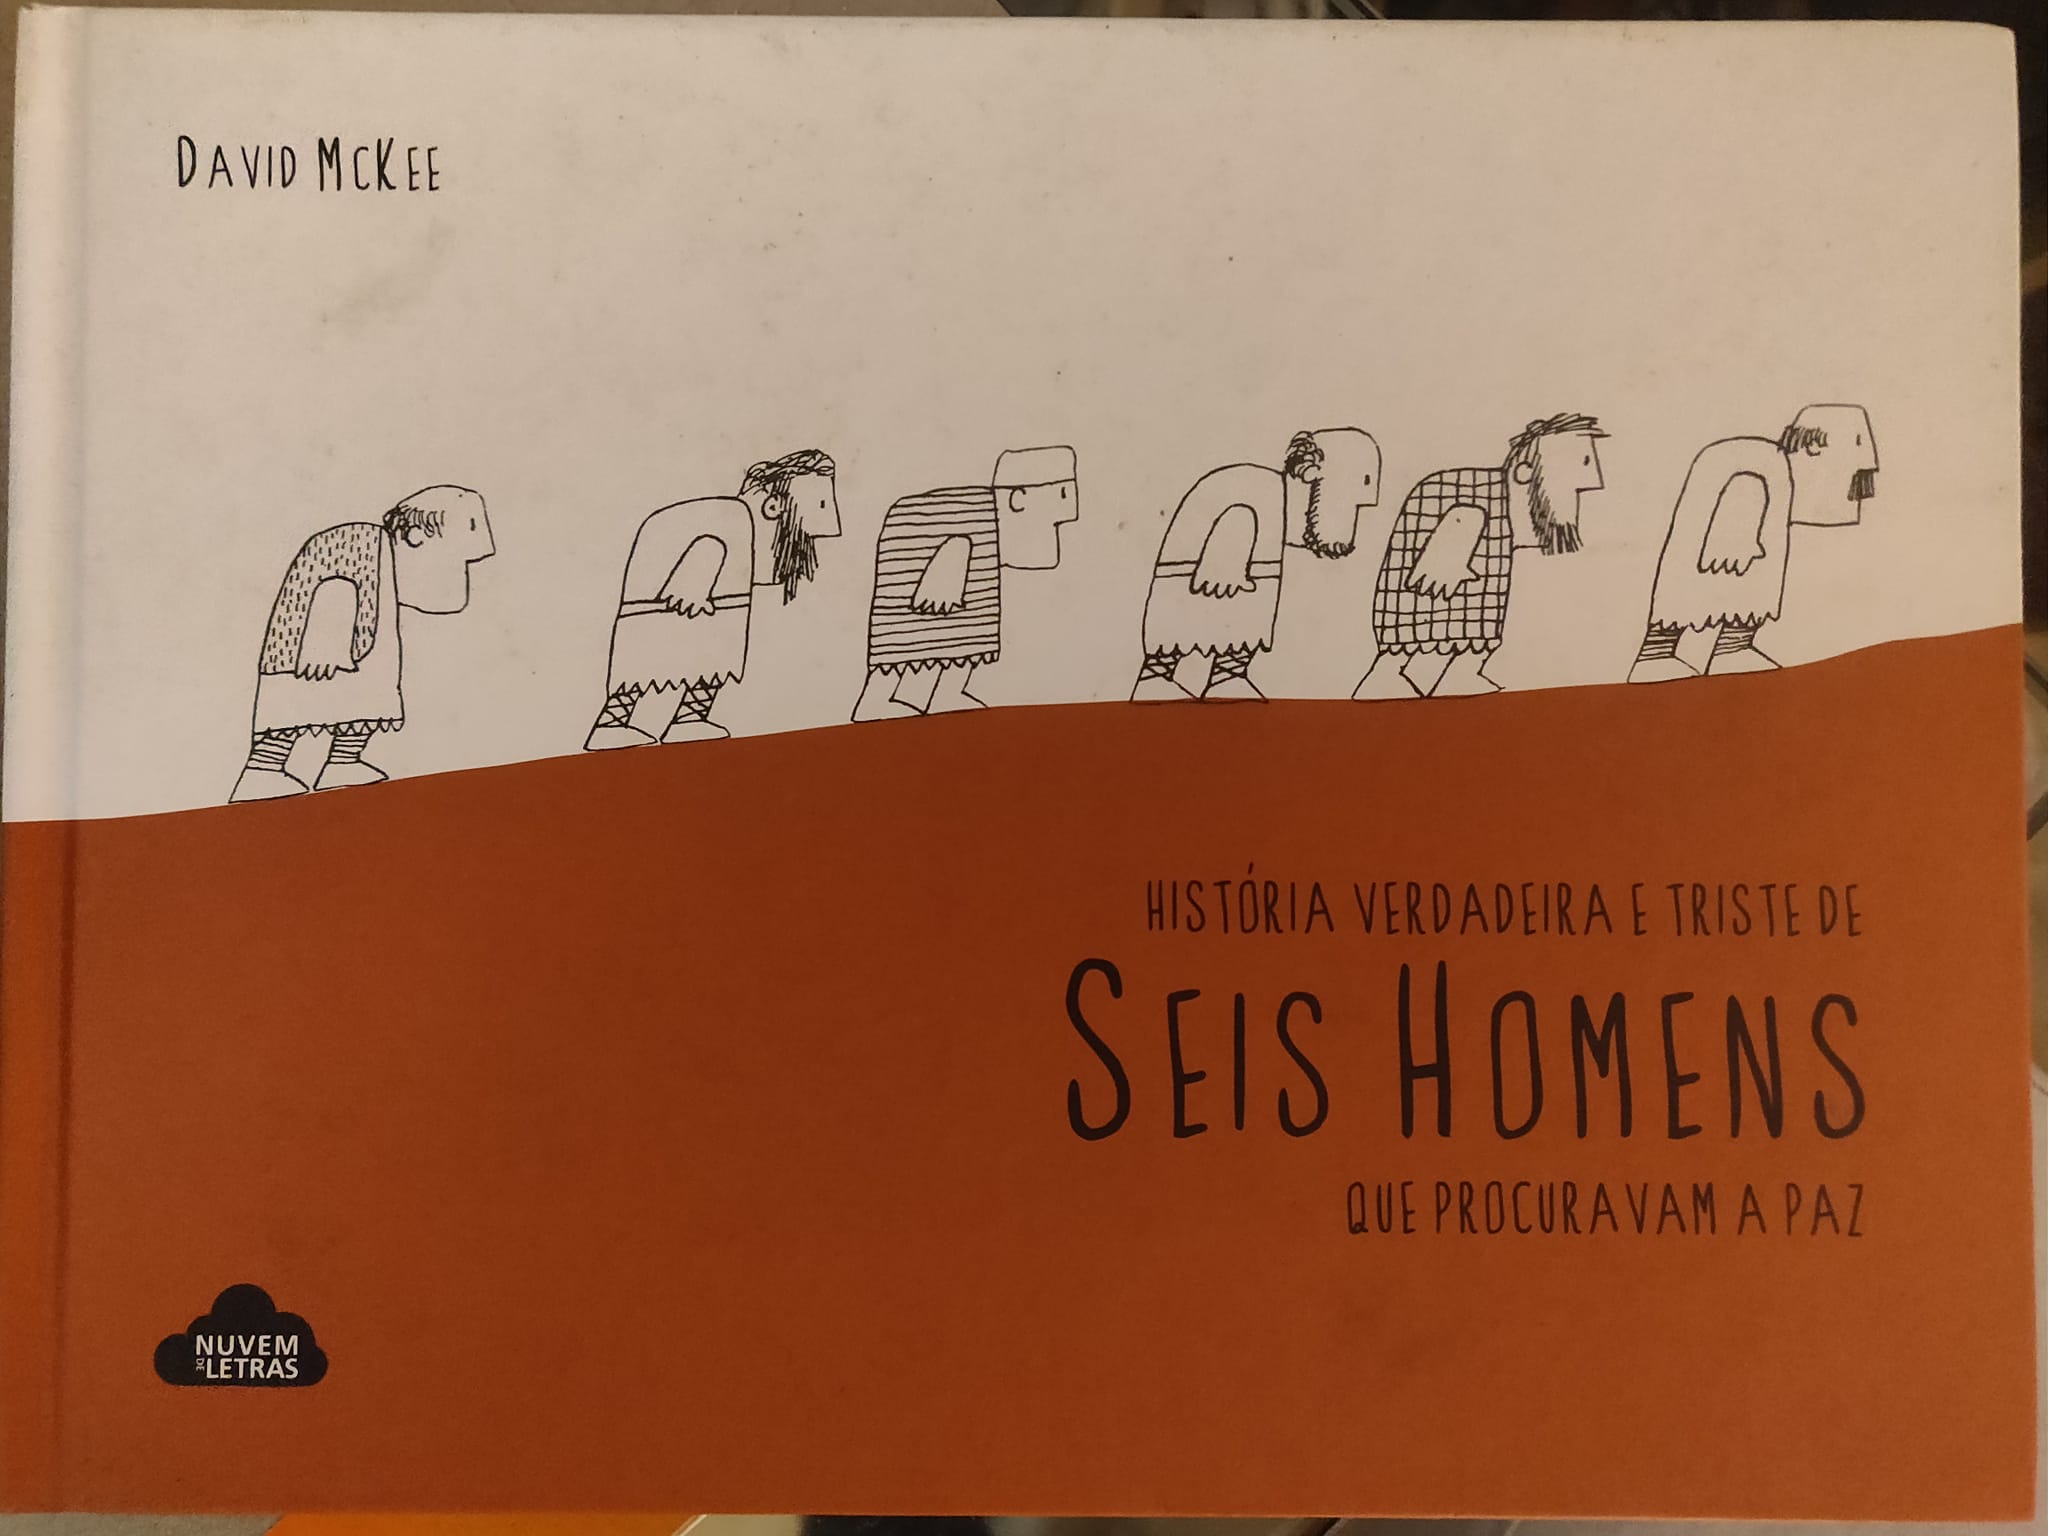 DAVID MCKEE
HISTÓRIA VERDADEIRA E TRISTE DE
SEIS HOMENS
QUE PROCURAVAM A PAZ
NUVEM
DE LETRAS